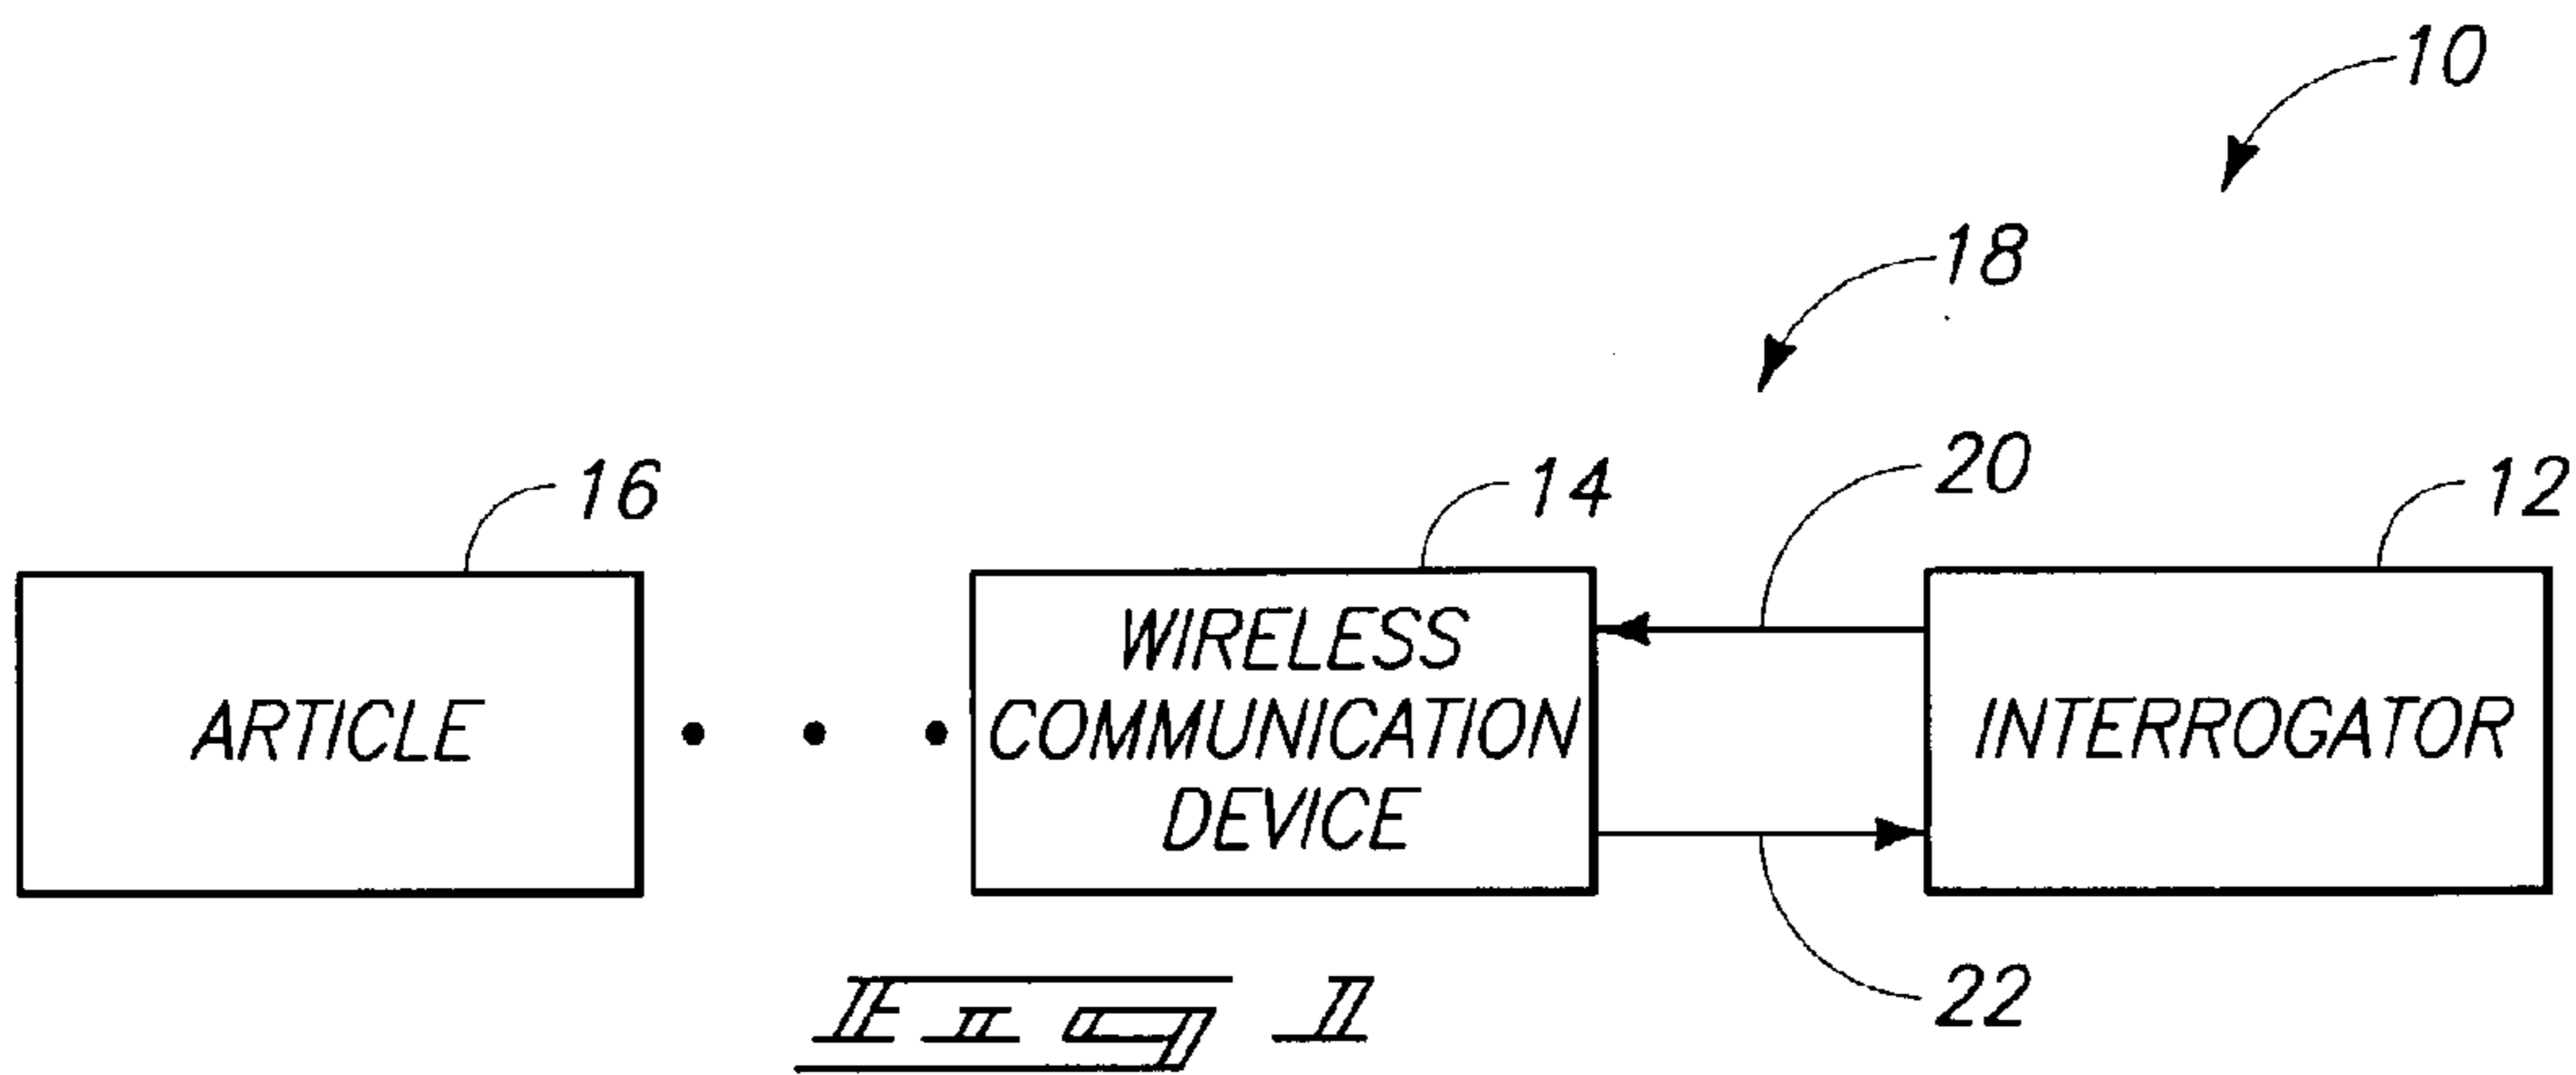 10
18
20
16
14
12
ARTICLE
WIRELESS
COMMUNICATION
DEVICE
INTERROGATOR
22
Fig 1